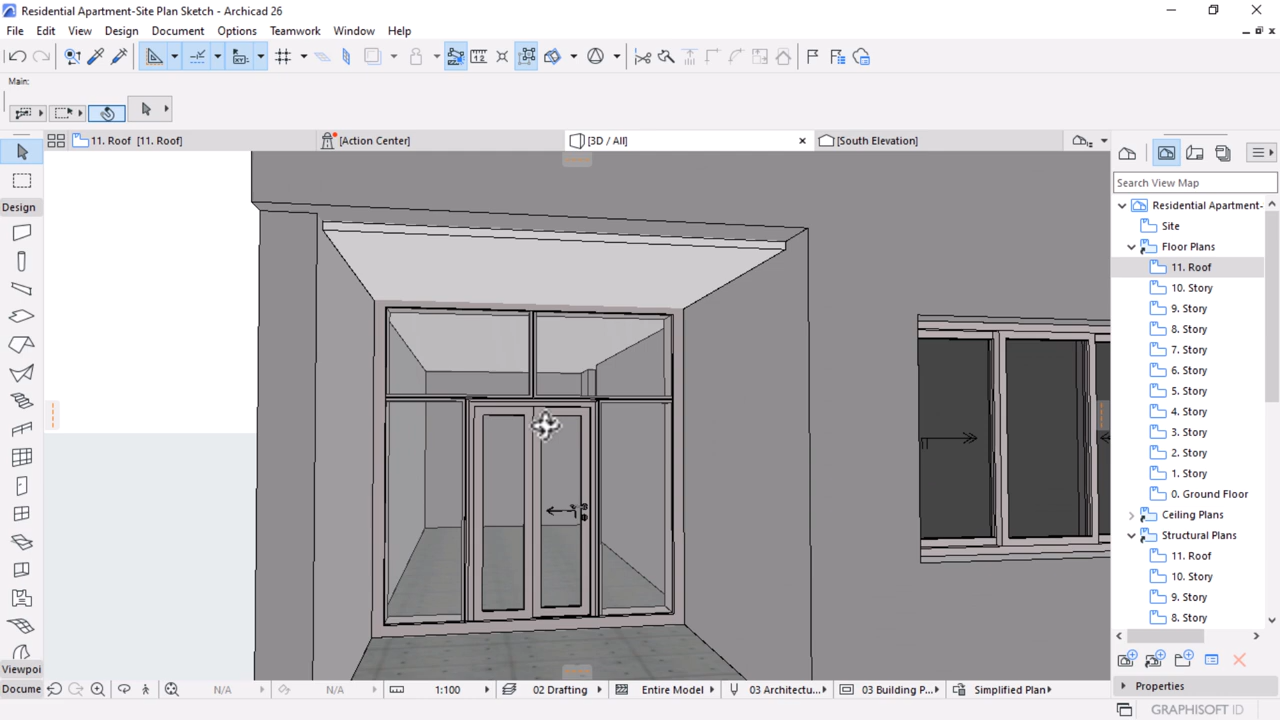 Residential Apartment-Site Plan Sketch - Archicad 26
File Edit View Design Document Options Teamwork Window Help
Main:
11. Roof [11. Roof]
[Action Center]
[3D / All]
[South Elevation]
Design
Search View Map
Residential Apartment-
Site
Floor Plans
11. Roof
10. Story
9. Story
8. Story
7. Story
6. Story
5. Story
4. Story
3. Story
2. Story
1. Story
0. Ground Floor
Ceiling Plans
Structural Plans
11. Roof
10. Story
9. Story
8. Story
Viewpoi
Docume
N/A
N/A
1:100
02 Drafting
Entire Model
03 Architectu...
03 Building P...
Simplified Plan
Properties
GRAPHISOFT ID